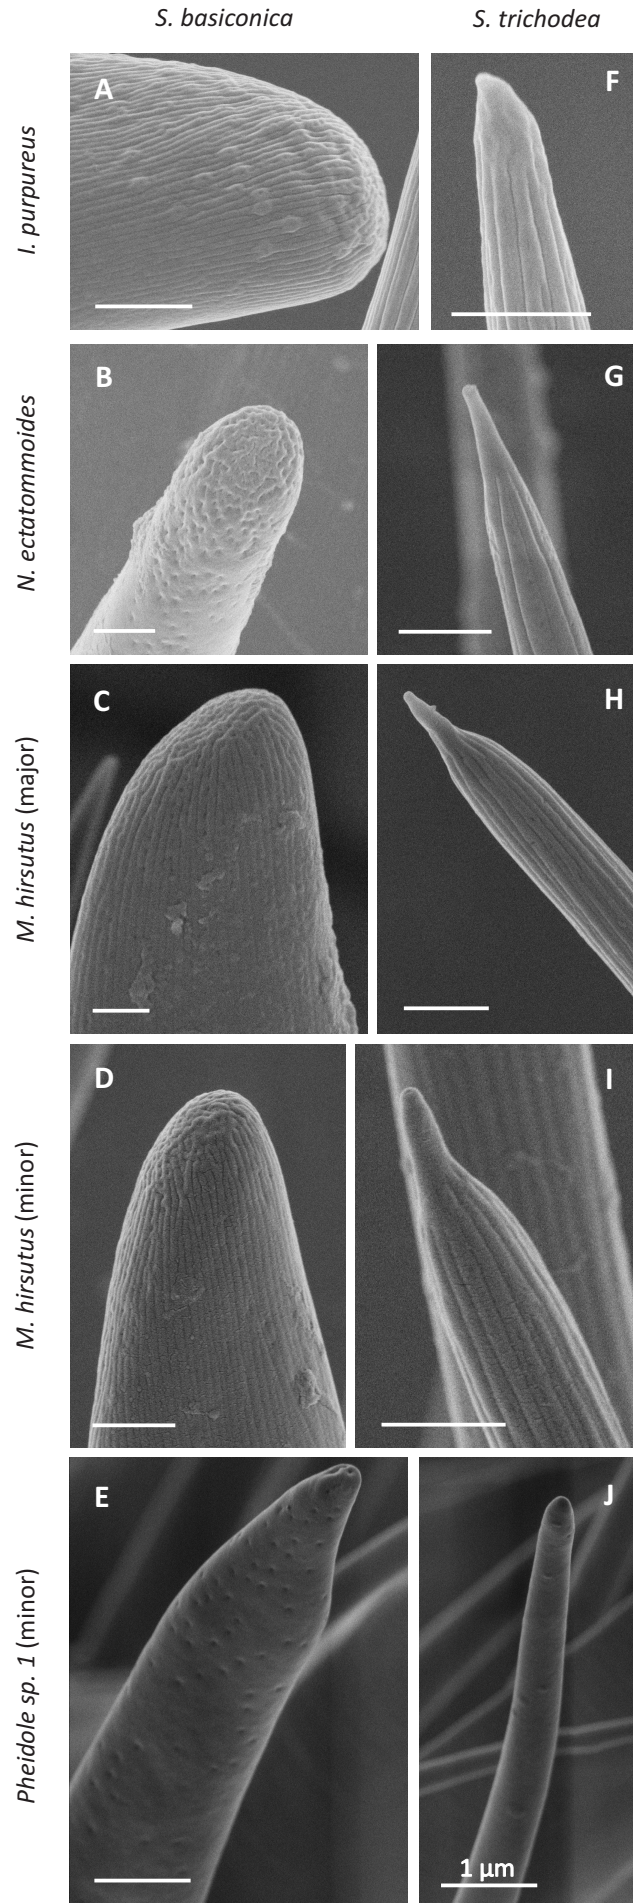 S. basiconica
S. trichodea
I. purpureus
A
F
N. ectatommoides
B
G
M. hirsutus (major)
C
H
M. hirsutus (minor)
D
I
Pheidole sp. 1 (minor)
E
J
1 μm